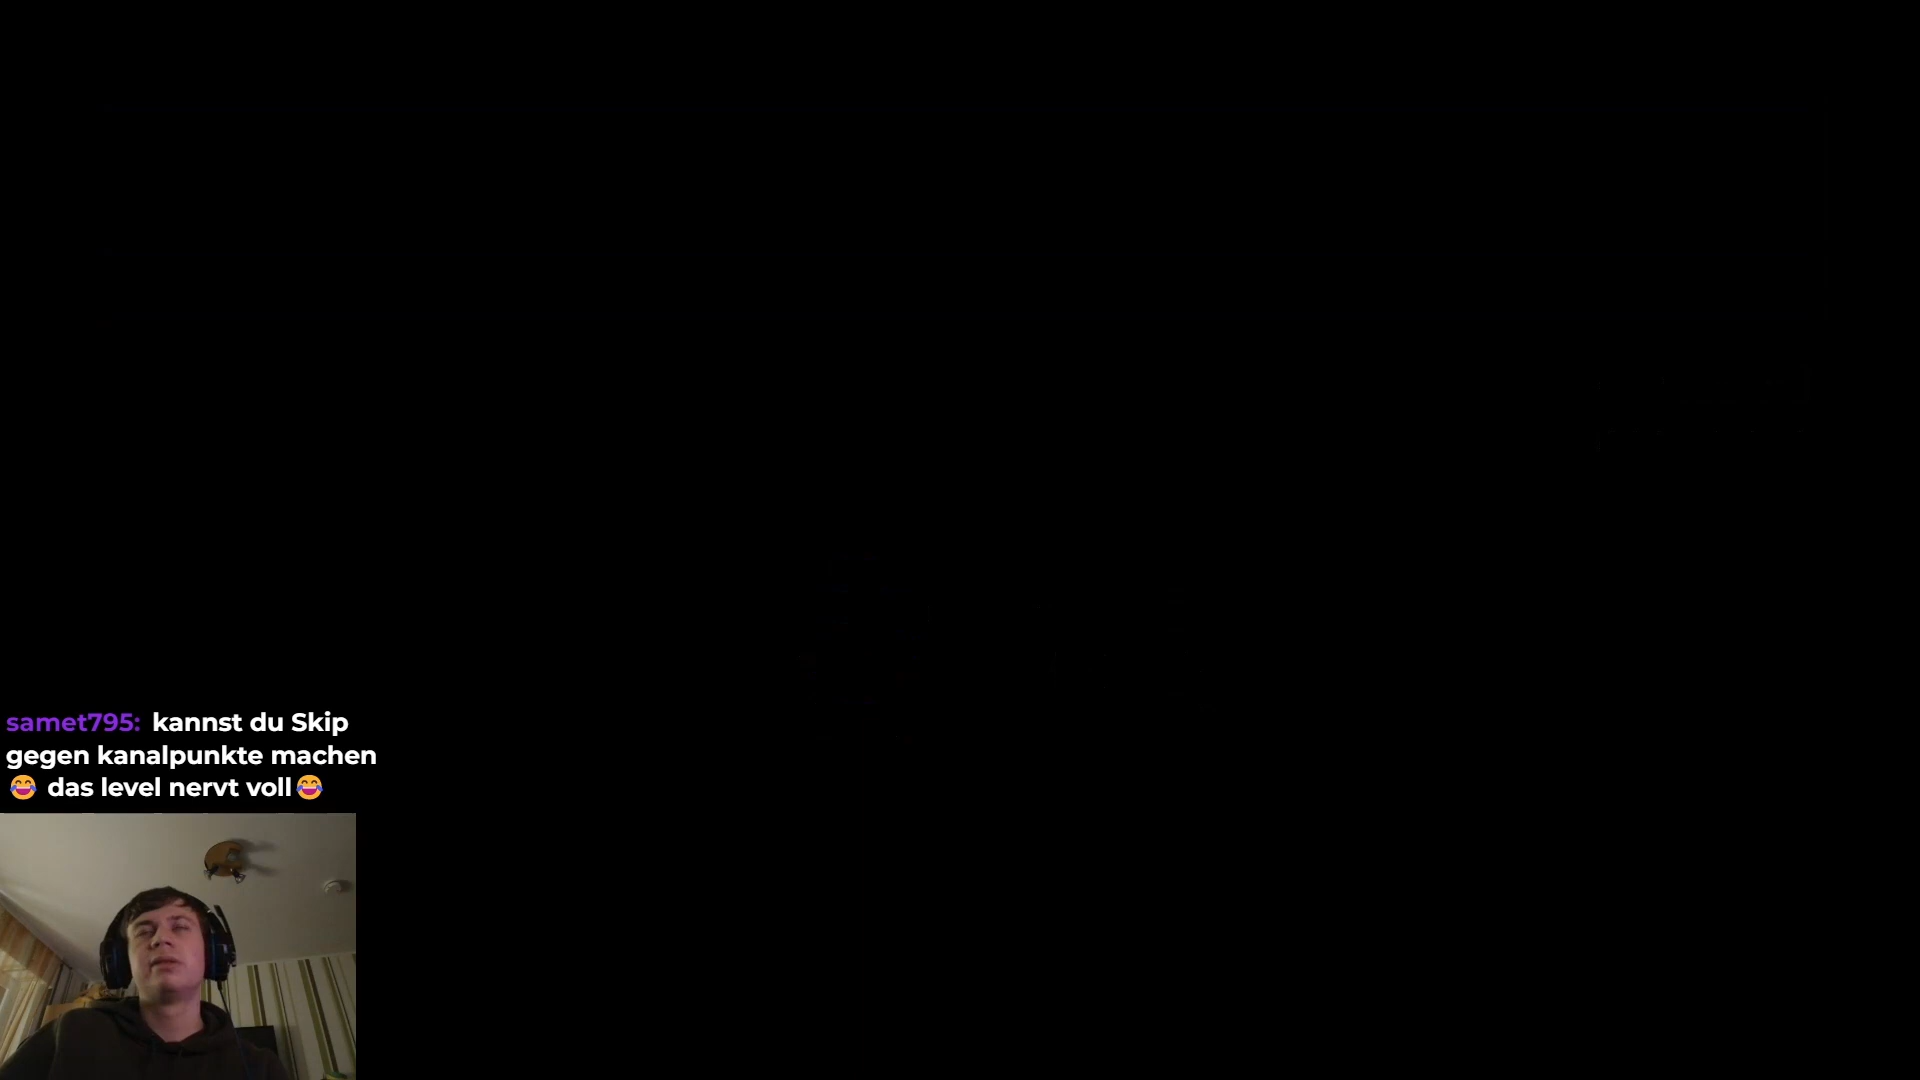 samet795: kannst du Skip
gegen kanalpunkte machen
😂 das level nervt voll😂